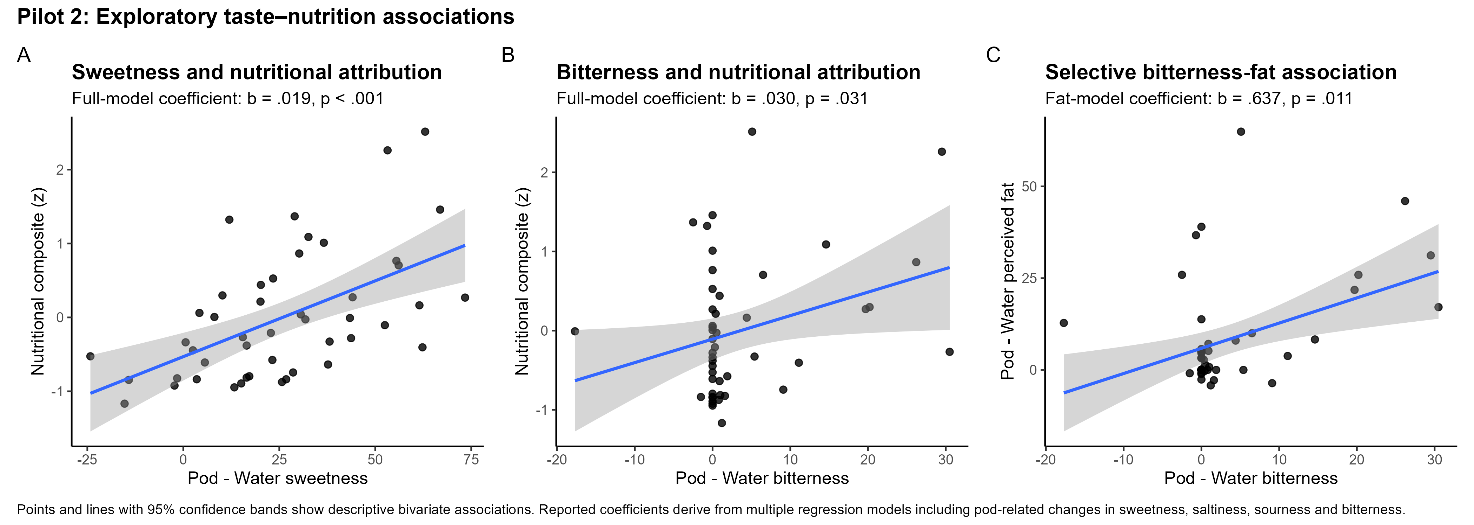 Pilot 2: Exploratory taste–nutrition associations
A
Sweetness and nutritional attribution
Full-model coefficient: b = .019, p < .001
Nutritional composite (z)
2
1
0
-1
-25 0 25 50 75
Pod - Water sweetness
B
Bitterness and nutritional attribution
Full-model coefficient: b = .030, p = .031
Nutritional composite (z)
2
1
0
-1
-20 -10 0 10 20 30
Pod - Water bitterness
C
Selective bitterness-fat association
Fat-model coefficient: b = .637, p = .011
Pod - Water perceived fat
50
25
0
-20 -10 0 10 20 30
Pod - Water bitterness
Points and lines with 95% confidence bands show descriptive bivariate associations. Reported coefficients derive from multiple regression models including pod-related changes in sweetness, saltiness, sourness and bitterness.